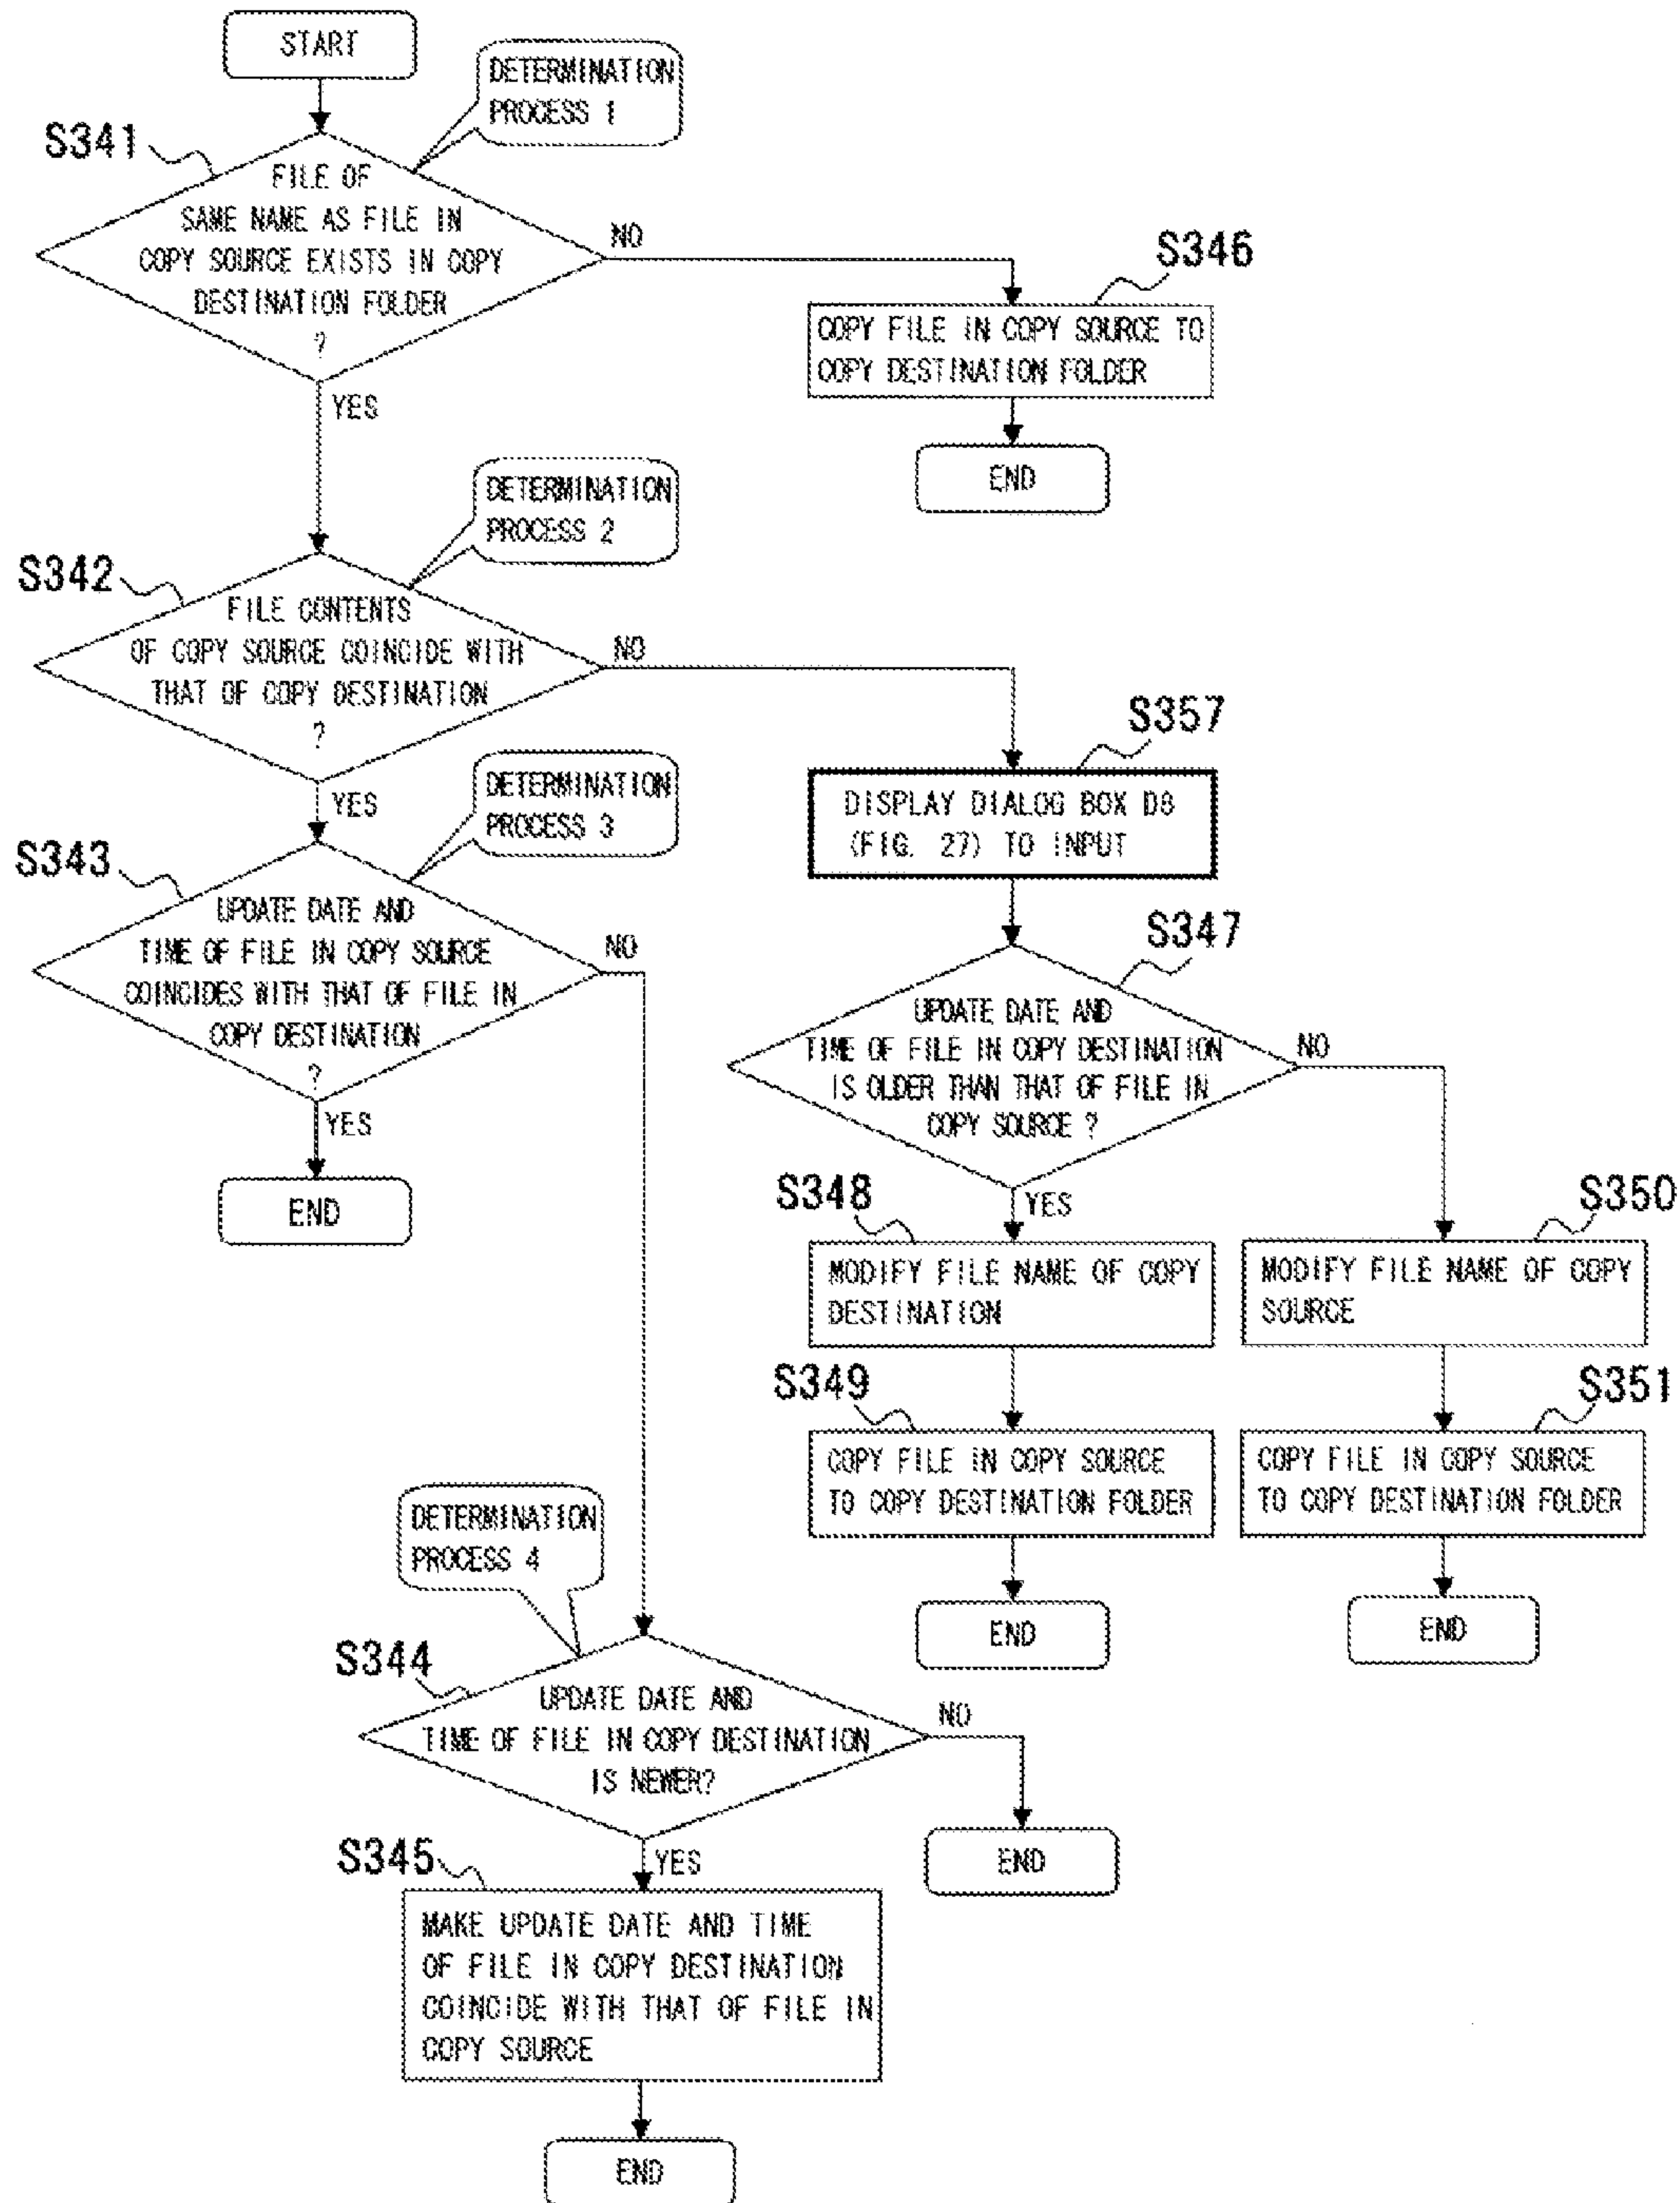 START
DETERMINATION
PROCESS 1
S341
FILE OF
SAME NAME AS FILE IN
COPY SOURCE EXISTS IN COPY
DESTINATION FOLDER
?
NO
YES
S346
COPY FILE IN COPY SOURCE TO
COPY DESTINATION FOLDER
END
DETERMINATION
PROCESS 2
S342
FILE CONTENTS
OF COPY SOURCE COINCIDE WITH
THAT OF COPY DESTINATION
?
NO
YES
DETERMINATION
PROCESS 3
S343
UPDATE DATE AND
TIME OF FILE IN COPY SOURCE
COINCIDES WITH THAT OF FILE IN
COPY DESTINATION
?
NO
YES
END
S357
DISPLAY DIALOG BOX D8
(FIG. 27) TO INPUT
S347
UPDATE DATE AND
TIME OF FILE IN COPY DESTINATION
IS OLDER THAN THAT OF FILE IN
COPY SOURCE ?
NO
YES
S348
MODIFY FILE NAME OF COPY
DESTINATION
S350
MODIFY FILE NAME OF COPY
SOURCE
S349
COPY FILE IN COPY SOURCE
TO COPY DESTINATION FOLDER
S351
COPY FILE IN COPY SOURCE
TO COPY DESTINATION FOLDER
END
END
DETERMINATION
PROCESS 4
S344
UPDATE DATE AND
TIME OF FILE IN COPY DESTINATION
IS NEWER?
NO
YES
END
S345
MAKE UPDATE DATE AND TIME
OF FILE IN COPY DESTINATION
COINCIDE WITH THAT OF FILE IN
COPY SOURCE
END